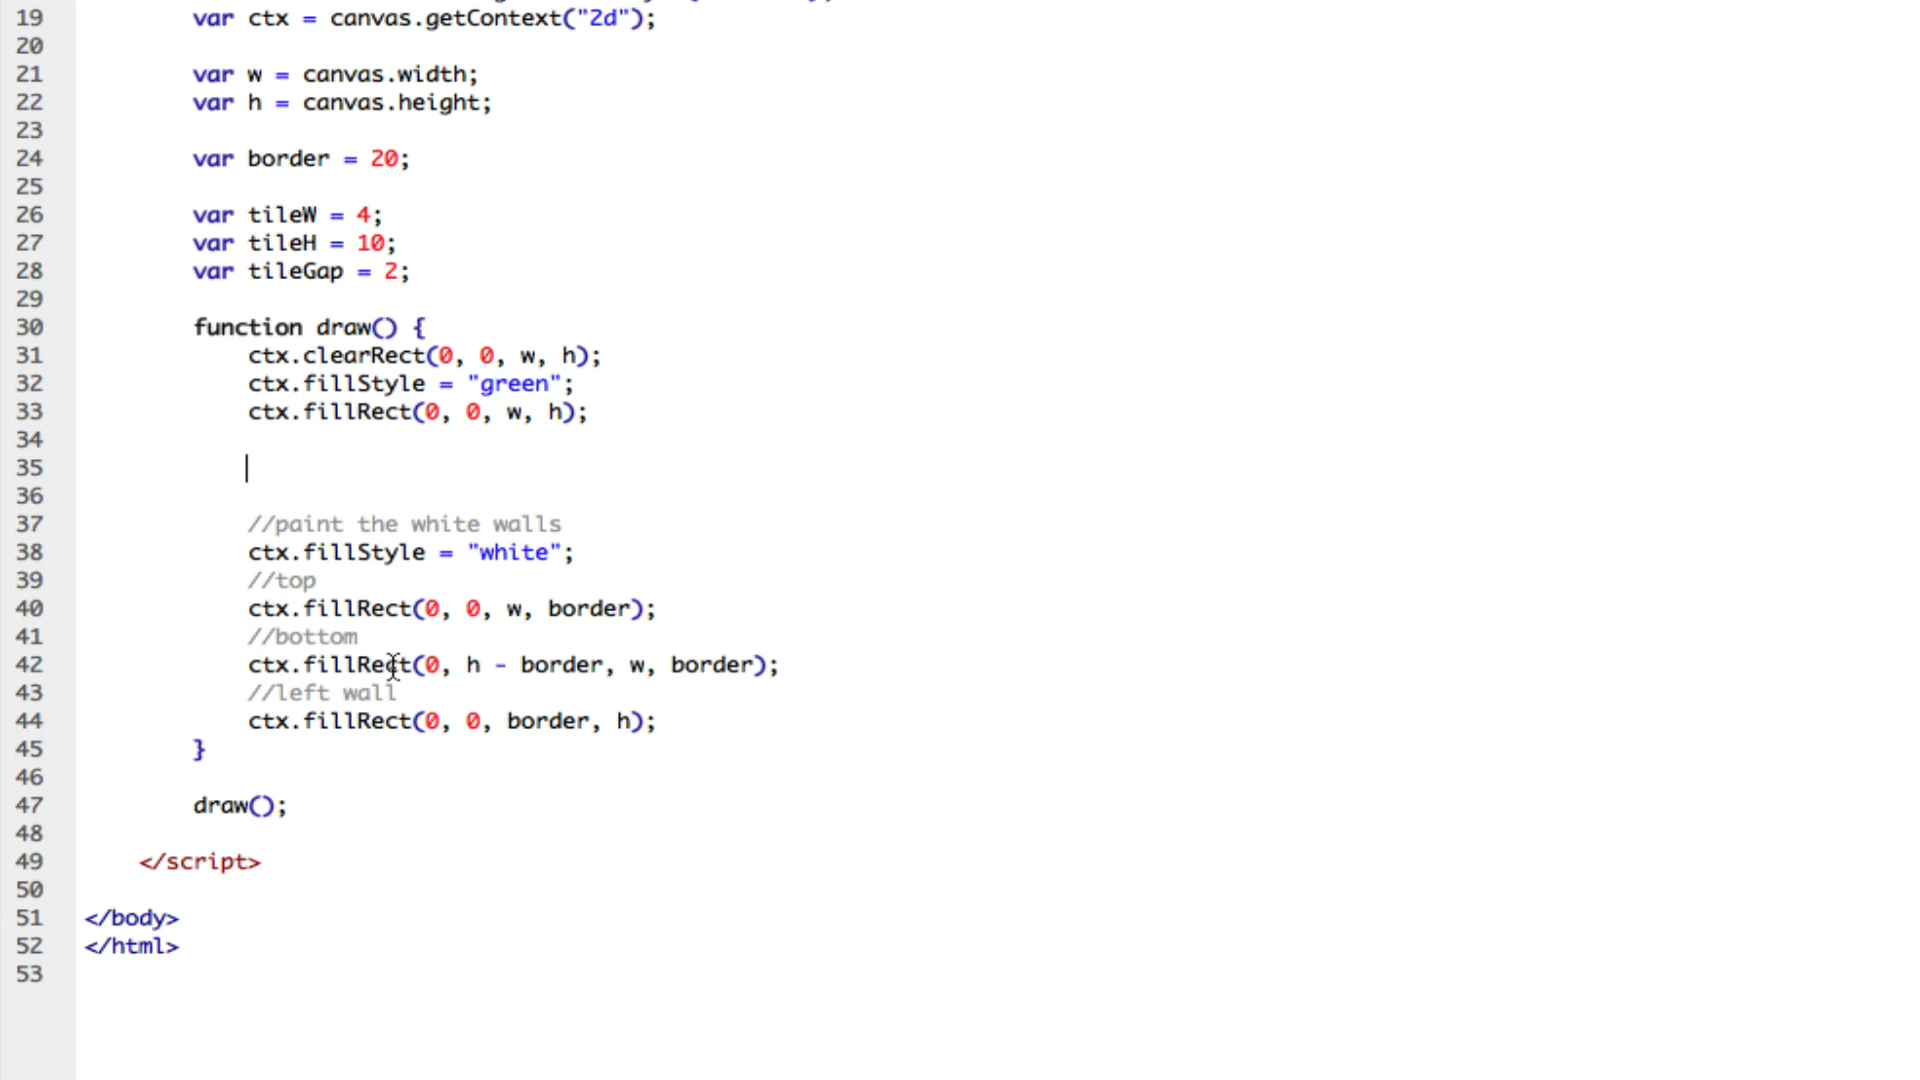 19 var ctx = canvas.getContext("2d");
20
21 var w = canvas.width;
22 var h = canvas.height;
23
24 var border = 20;
25
26 var tileW = 4;
27 var tileH = 10;
28 var tileGap = 2;
29
30 function draw() {
31 ctx.clearRect(0, 0, w, h);
32 ctx.fillStyle = "green";
33 ctx.fillRect(0, 0, w, h);
34
35
36
37 //paint the white walls
38 ctx.fillStyle = "white";
39 //top
40 ctx.fillRect(0, 0, w, border);
41 //bottom
42 ctx.fillRect(0, h - border, w, border);
43 //left wall
44 ctx.fillRect(0, 0, border, h);
45 }
46
47 draw();
48
49 </script>
50
51 </body>
52 </html>
53